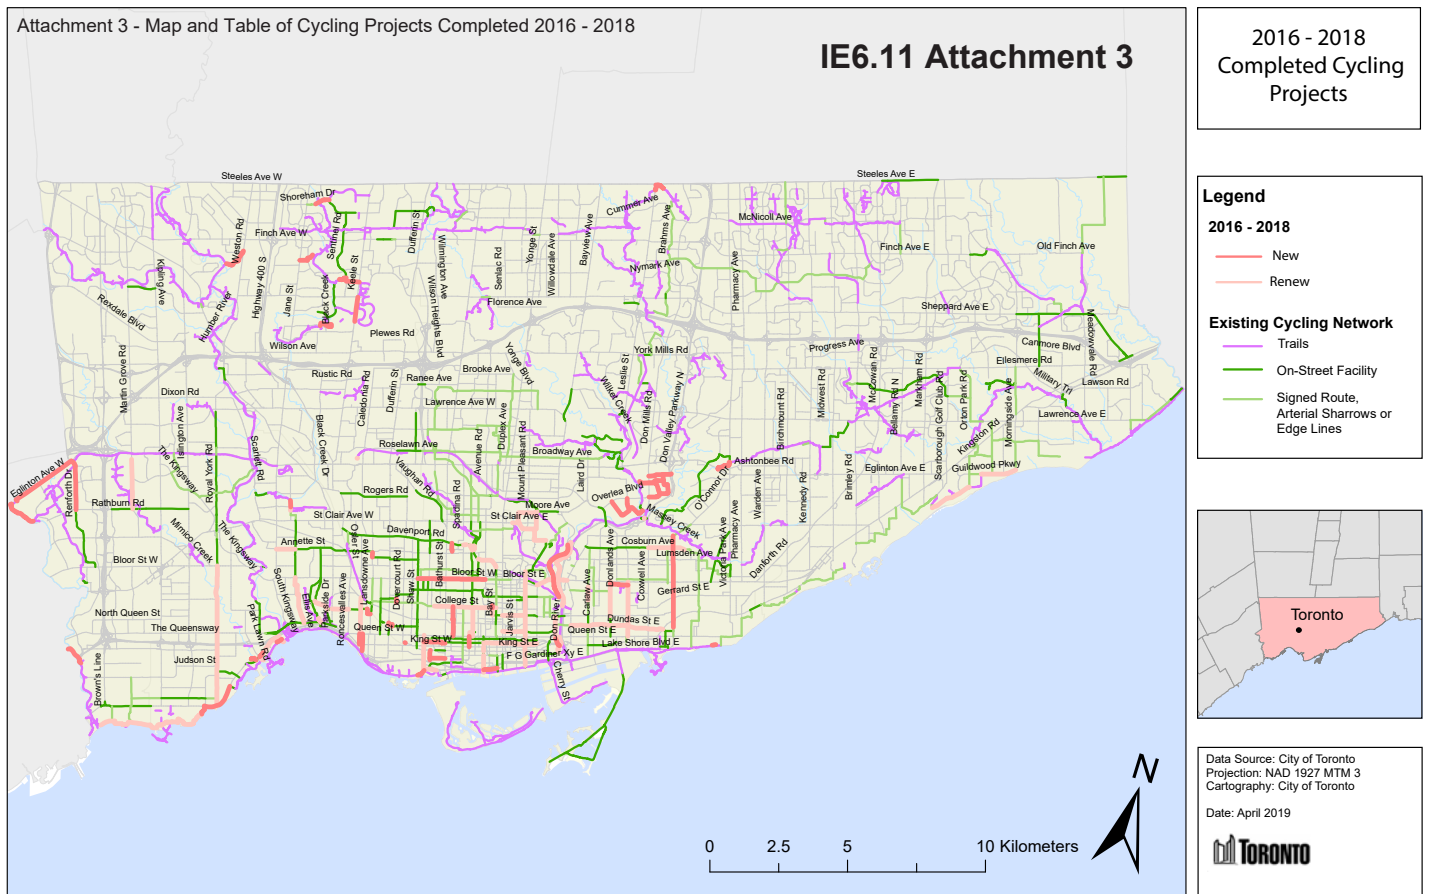 Attachment 3 - Map and Table of Cycling Projects Completed 2016 - 2018
IE6.11 Attachment 3
2016 - 2018
Completed Cycling
Projects
Legend
2016 - 2018
New
Renew
Existing Cycling Network
Trails
On-Street Facility
Signed Route,
Arterial Sharrows or
Edge Lines
Toronto
Data Source: City of Toronto
Projection: NAD 1927 MTM 3
Cartography: City of Toronto
Date: April 2019
TORONTO
N
0
2.5
5
10 Kilometers
Steeles Ave W
Steeles Ave E
Shoreham Dr
Cummer Ave
McNicoll Ave
Finch Ave W
Weston Rd
Sentinel Rd
Dufferin St
Wilmington Ave
Senlac Rd
Yonge St
Willowdale Ave
Bayview Ave
Brahms Ave
Finch Ave E
Old Finch Ave
Kipling Ave
Highway 400 S
Jane St
Black Creek
Keele St
Wilson Heights Blvd
Nymark Ave
Pharmacy Ave
Rexdale Blvd
Humber River
Florence Ave
Sheppard Ave E
Meadowvale Rd
Plewes Rd
Wilson Ave
York Mills Rd
Progress Ave
Canmore Blvd
Ellesmere Rd
Martin Grove Rd
Rustic Rd
Caledonia Rd
Dufferin St
Ranee Ave
Brooke Ave
Yonge Blvd
Leslie St
Wilket Creek
Don Mills Rd
Don Valley Parkway N
Birchmount Rd
Midwest Rd
McCowan Rd
Bellamy Rd N
Markham Rd
Scarborough Golf Club Rd
Orton Park Rd
Morningside Ave
Military Trl
Lawson Rd
Dixon Rd
Lawrence Ave W
Lawrence Ave E
Islington Ave
Black Creek Dr
Duplex Ave
Avenue Rd
Mount Pleasant Rd
Kingston Rd
Roselawn Ave
Broadway Ave
Scarlett Rd
The Kingsway
Royal York Rd
Vaughan Rd
Laird Dr
Ashtonbee Rd
Eglinton Ave E
Guildwood Pkwy
Eglinton Ave W
Renforth Dr
Rathburn Rd
Rogers Rd
Spadina Rd
Overlea Blvd
O'Connor Dr
Warden Ave
Kennedy Rd
Brimley Rd
Moore Ave
St Clair Ave W
St Clair Ave E
Massey Creek
Mimico Creek
The Kingsway
Annette St
Osler St
Davenport Rd
Cosburn Ave
Lumsden Ave
Victoria Park Ave
Pharmacy Ave
Danforth Rd
Bloor St W
South Kingsway
Ellis Ave
Parkside Dr
Roncesvalles Ave
Lansdowne Ave
Dovercourt Rd
Shaw St
Bathurst St
Bloor St W
Bloor St E
Donlands Ave
Carlaw Ave
Coxwell Ave
Gerrard St E
College St
Bay St
Jarvis St
Don River
North Queen St
The Queensway
Park Lawn Rd
Queen St W
Dundas St E
Queen St E
King St W
King St E
Lake Shore Blvd E
Judson St
F G Gardiner Xy E
Brown's Line
Cherry St